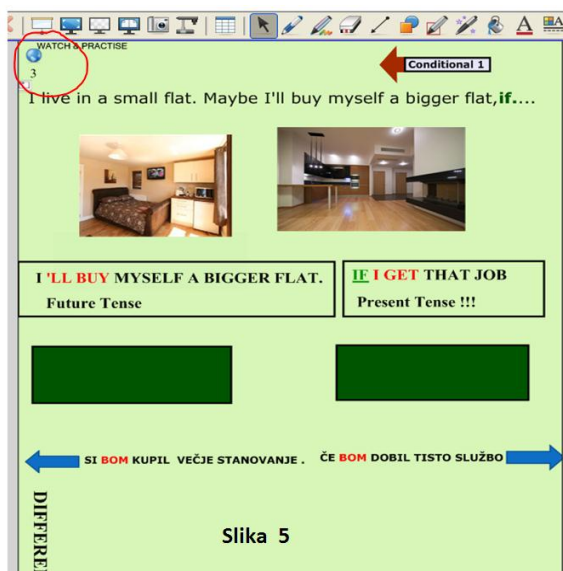 WATCH & PRACTISE
3
Conditional 1
I live in a small flat. Maybe I'll buy myself a bigger flat,if....
I 'LL BUY MYSELF A BIGGER FLAT.
Future Tense
IF I GET THAT JOB
Present Tense !!!
SI BOM KUPIL VEČJE STANOVANJE .
ČE BOM DOBIL TISTO SLUŽBO
Slika 5